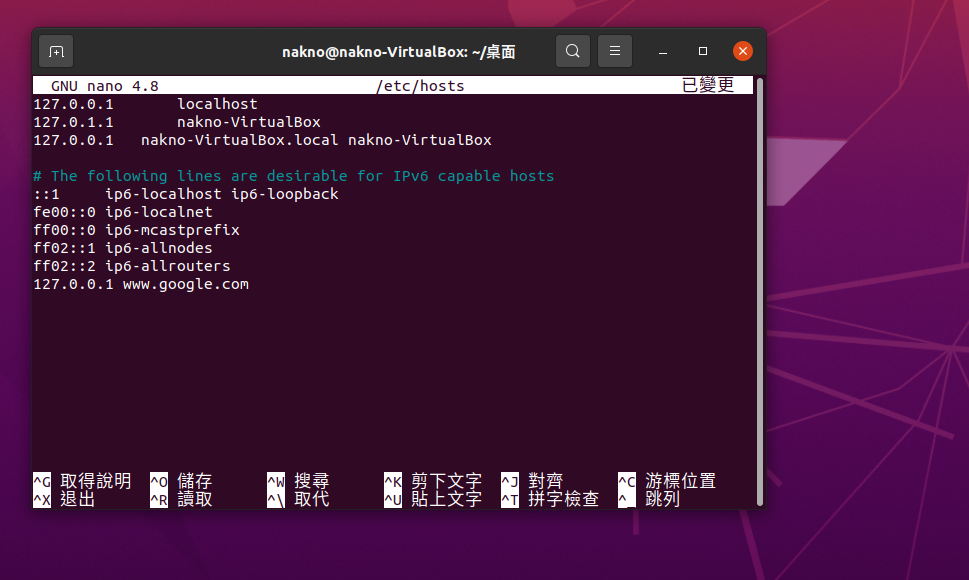 nakno@nakno-VirtualBox: ~/桌面
GNU nano 4.8 /etc/hosts 已變更
127.0.0.1 localhost
127.0.1.1 nakno-VirtualBox
127.0.0.1 nakno-VirtualBox.local nakno-VirtualBox
# The following lines are desirable for IPv6 capable hosts
::1 ip6-localhost ip6-loopback
fe00::0 ip6-localnet
ff00::0 ip6-mcastprefix
ff02::1 ip6-allnodes
ff02::2 ip6-allrouters
127.0.0.1 www.google.com
^G 取得說明 ^O 儲存 ^W 搜尋 ^K 剪下文字 ^J 對齊 ^C 游標位置
^X 退出 ^R 讀取 ^\ 取代 ^U 貼上文字 ^T 拼字檢查 ^_ 跳列